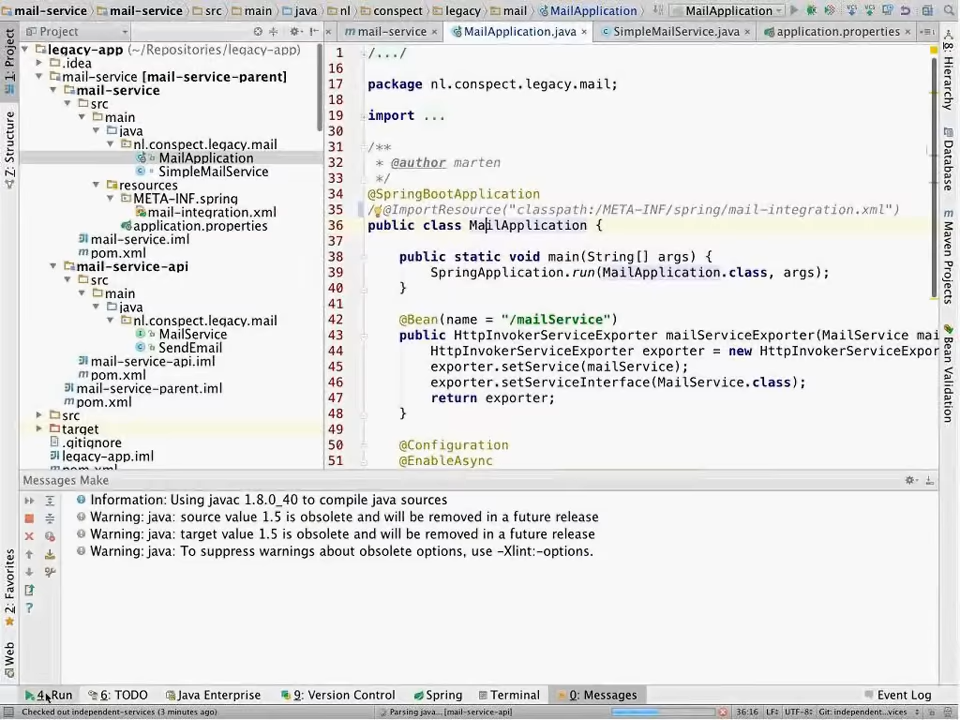 mail-service mail-service src main java nl conspect legacy mail MailApplication MailApplication
Project
mail-service MailApplication.java SimpleMailService.java application.properties
legacy-app (~/Repositories/legacy-app)
.idea
mail-service [mail-service-parent]
mail-service
src
main
java
nl.conspect.legacy.mail
MailApplication
SimpleMailService
resources
META-INF.spring
mail-integration.xml
application.properties
mail-service.iml
pom.xml
mail-service-api
src
main
java
nl.conspect.legacy.mail
MailService
SendEmail
mail-service-api.iml
pom.xml
mail-service-parent.iml
pom.xml
src
target
.gitignore
legacy-app.iml
1: Project
Z: Structure
2: Favorites
Web
1 /.../
16
17 package nl.conspect.legacy.mail;
18
19 import ...
30
31 /**
32 * @author marten
33 */
34 @SpringBootApplication
35 /@ImportResource("classpath:/META-INF/spring/mail-integration.xml")
36 public class MailApplication {
37
38 public static void main(String[] args) {
39 SpringApplication.run(MailApplication.class, args);
40 }
41
42 @Bean(name = "/mailService")
43 public HttpInvokerServiceExporter mailServiceExporter(MailService mai
44 HttpInvokerServiceExporter exporter = new HttpInvokerServiceExpor
45 exporter.setService(mailService);
46 exporter.setServiceInterface(MailService.class);
47 return exporter;
48 }
49
50 @Configuration
51 @EnableAsync
8: Hierarchy
Database
Maven Projects
Bean Validation
Messages Make
Information: Using javac 1.8.0_40 to compile java sources
Warning: java: source value 1.5 is obsolete and will be removed in a future release
Warning: java: target value 1.5 is obsolete and will be removed in a future release
Warning: java: To suppress warnings about obsolete options, use -Xlint:-options.
4: Run 6: TODO Java Enterprise 9: Version Control Spring Terminal 0: Messages Event Log
Checked out independent-services (3 minutes ago) Parsing java... [mail-service-api] 36:16 LF÷ UTF-8÷ Git: independent-services